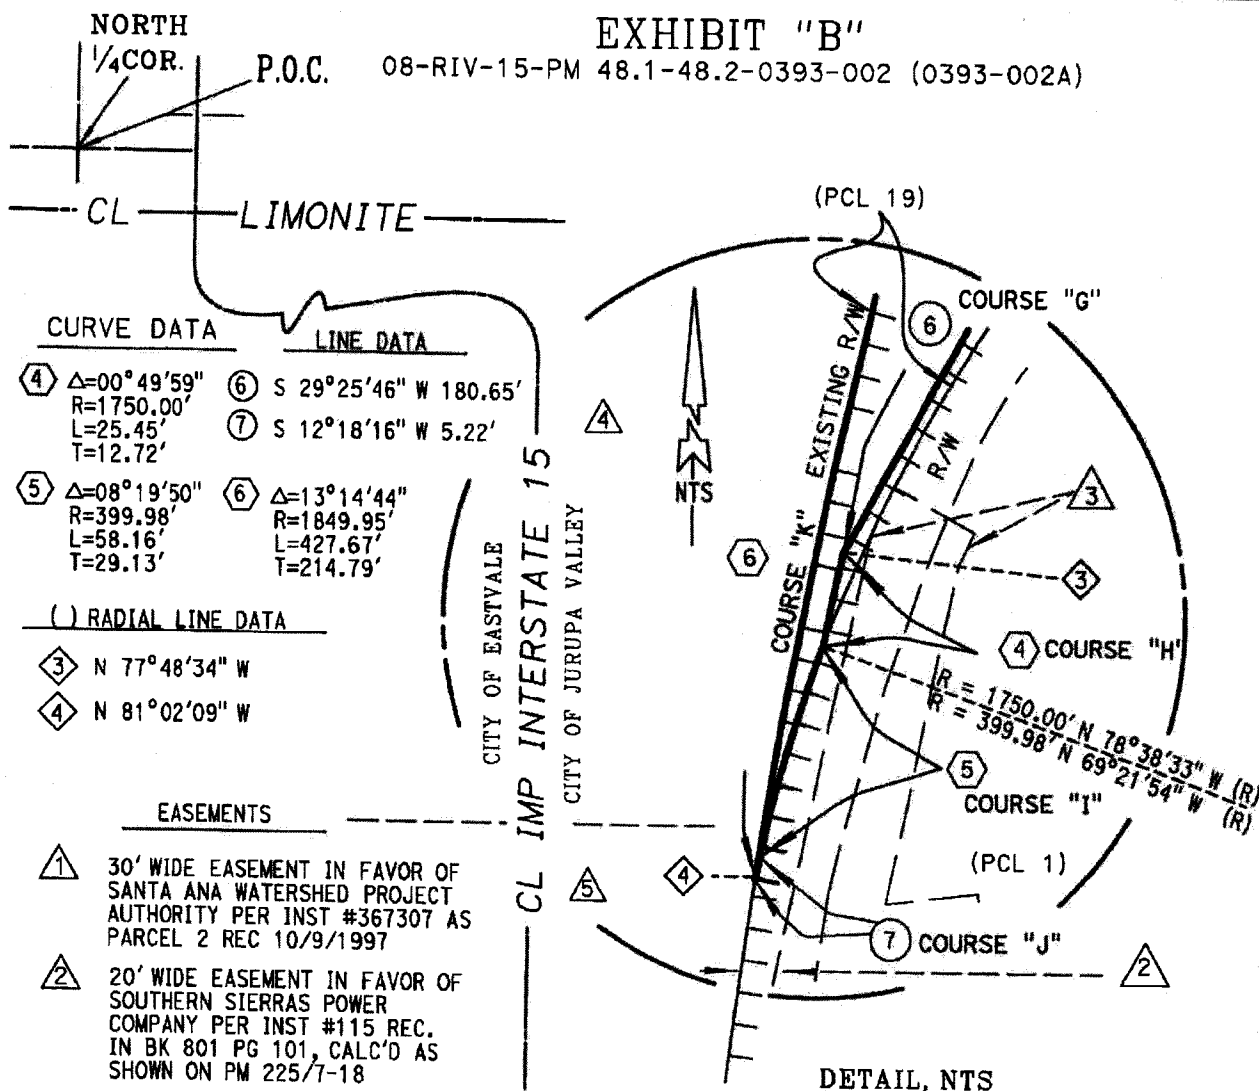 EXHIBIT "B"
08-RIV-15-PM 48.1-48.2-0393-002 (0393-002A)
NORTH
1/4 COR.
P.O.C.
CL LIMONITE
CURVE DATA
4 Δ=00°49'59"
R=1750.00'
L=25.45'
T=12.72'
5 Δ=08°19'50"
R=399.98'
L=58.16'
T=29.13'
6 Δ=13°14'44"
R=1849.95'
L=427.67'
T=214.79'
LINE DATA
6 S 29°25'46" W 180.65'
7 S 12°18'16" W 5.22'
( ) RADIAL LINE DATA
3 N 77°48'34" W
4 N 81°02'09" W
EASEMENTS
1 30' WIDE EASEMENT IN FAVOR OF
SANTA ANA WATERSHED PROJECT
AUTHORITY PER INST #367307 AS
PARCEL 2 REC 10/9/1997
2 20' WIDE EASEMENT IN FAVOR OF
SOUTHERN SIERRAS POWER
COMPANY PER INST #115 REC.
IN BK 801 PG 101, CALC'D AS
SHOWN ON PM 225/7-18
CITY OF EASTVALE
CL IMP INTERSTATE 15
CITY OF JURUPA VALLEY
(PCL 19)
6 COURSE "G"
4
NTS
EXISTING R/W
R/W
3
6 COURSE "K"
3
4 COURSE "H"
R = 1750.00' N 78°38'33" W (R)
R = 399.98' N 69°21'54" W (R)
5
COURSE "I"
(PCL 1)
5
4
7 COURSE "J"
2
DETAIL, NTS